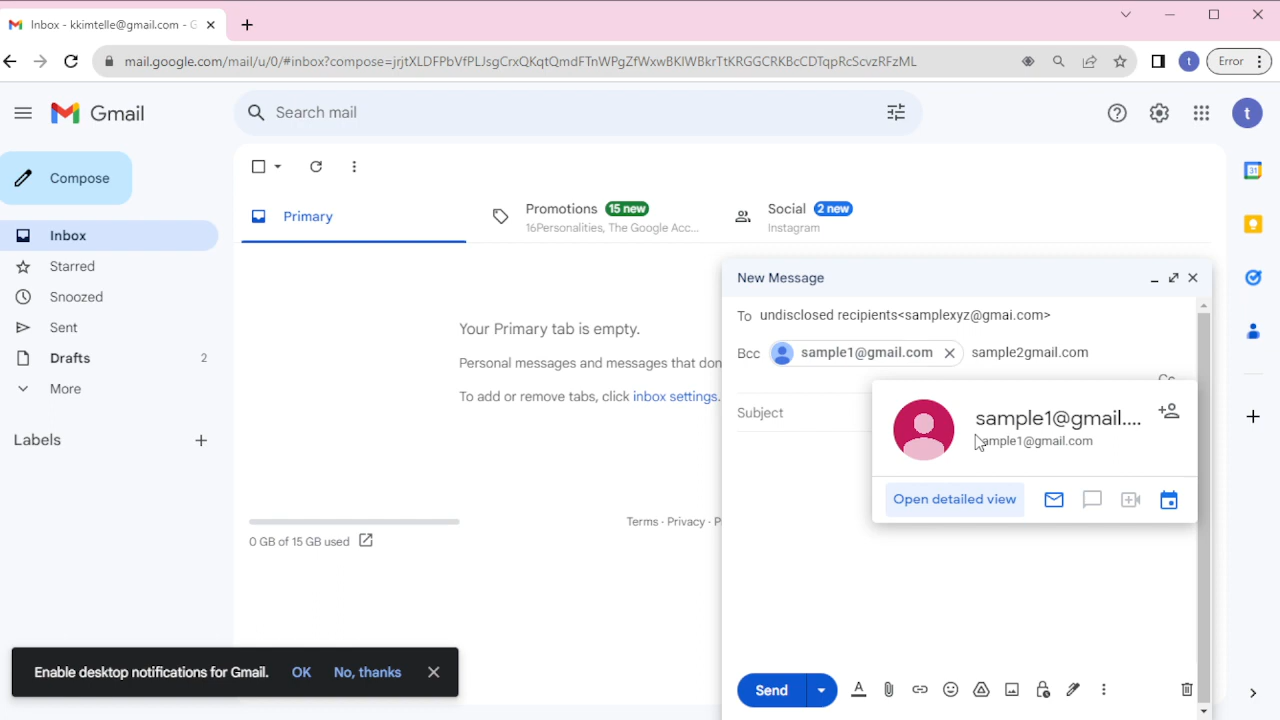 Inbox - kkimtelle@gmail.com - G
mail.google.com/mail/u/0/#inbox?compose=jrjtXLDFPbVfPLJsgCrxQKqtQmdFTnWPgZfWxwBKlWBkrTtKRGGCRKBcCDTqpRcScvzRFzML
t
Error
Gmail
Search mail
t
Compose
Inbox
Starred
Snoozed
Sent
Drafts 2
More
Labels
Primary
Promotions 15 new
16Personalities, The Google Acc...
Social 2 new
Instagram
31
Your Primary tab is empty.
Personal messages and messages that don
To add or remove tabs, click inbox settings.
0 GB of 15 GB used
Terms · Privacy · P
New Message
To undisclosed recipients<samplexyz@gmai.com>
Bcc sample1@gmail.com sample2gmail.com
Subject
sample1@gmail....
sample1@gmail.com
Open detailed view
Send
Enable desktop notifications for Gmail. OK No, thanks